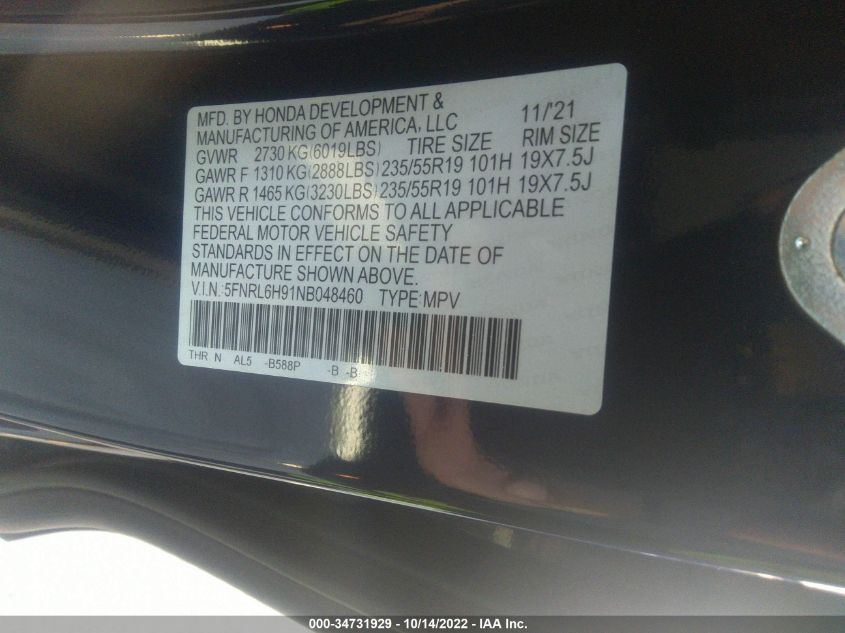 MFD. BY HONDA DEVELOPMENT & 11/'21
MANUFACTURING OF AMERICA, LLC
GVWR 2730 KG(6019LBS) TIRE SIZE RIM SIZE
GAWR F 1310 KG(2888LBS) 235/55R19 101H 19X7.5J
GAWR R 1465 KG(3230LBS) 235/55R19 101H 19X7.5J
THIS VEHICLE CONFORMS TO ALL APPLICABLE
FEDERAL MOTOR VEHICLE SAFETY
STANDARDS IN EFFECT ON THE DATE OF
MANUFACTURE SHOWN ABOVE.
V.I.N.:5FNRL6H91NB048460 TYPE:MPV
THR N AL5 -B588P -B -B
000-34731929 - 10/14/2022 - IAA Inc.